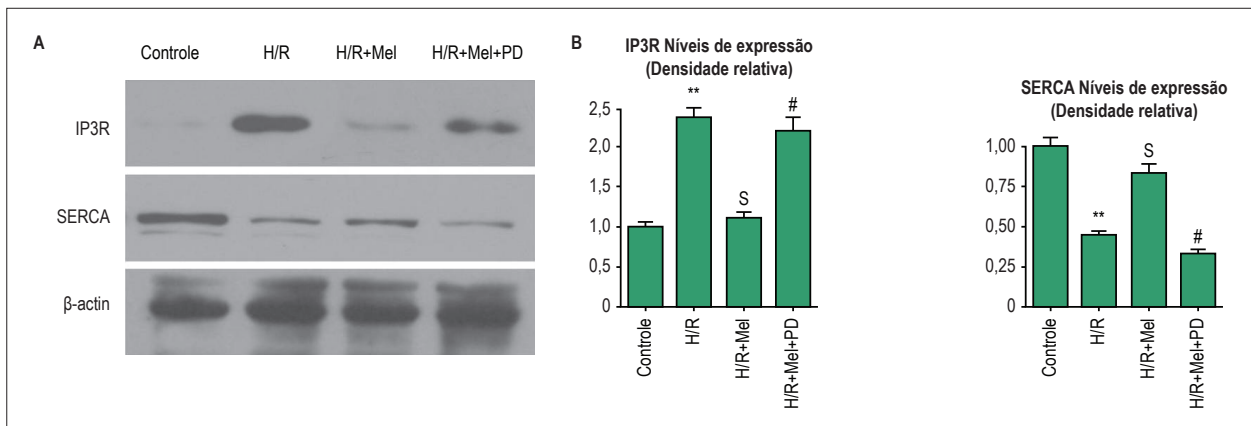 A
Controle H/R H/R+Mel H/R+Mel+PD
IP3R
SERCA
β-actin
B
IP3R Níveis de expressão
(Densidade relativa)
2,5
2,0
1,5
1,0
0,5
0
**
S
#
Controle
H/R
H/R+Mel
H/R+Mel+PD
SERCA Níveis de expressão
(Densidade relativa)
1,00
0,75
0,50
0,25
0
**
S
#
Controle
H/R
H/R+Mel
H/R+Mel+PD